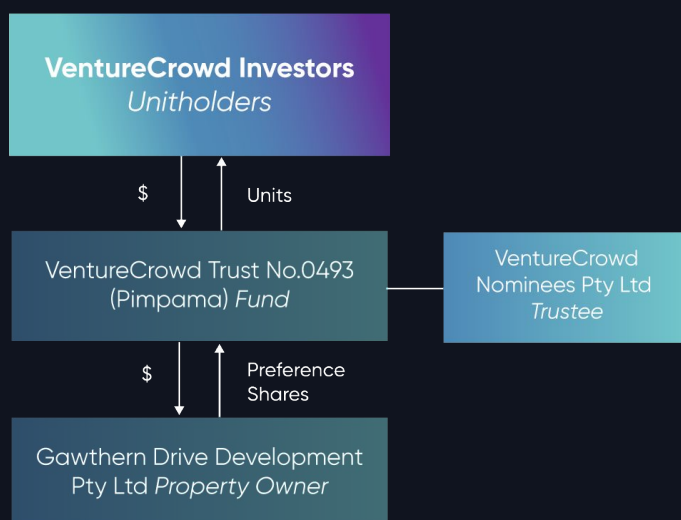 VentureCrowd Investors
Unitholders
$
Units
VentureCrowd Trust No.0493
(Pimpama) Fund
VentureCrowd
Nominees Pty Ltd
Trustee
$
Preference
Shares
Gawthern Drive Development
Pty Ltd Property Owner